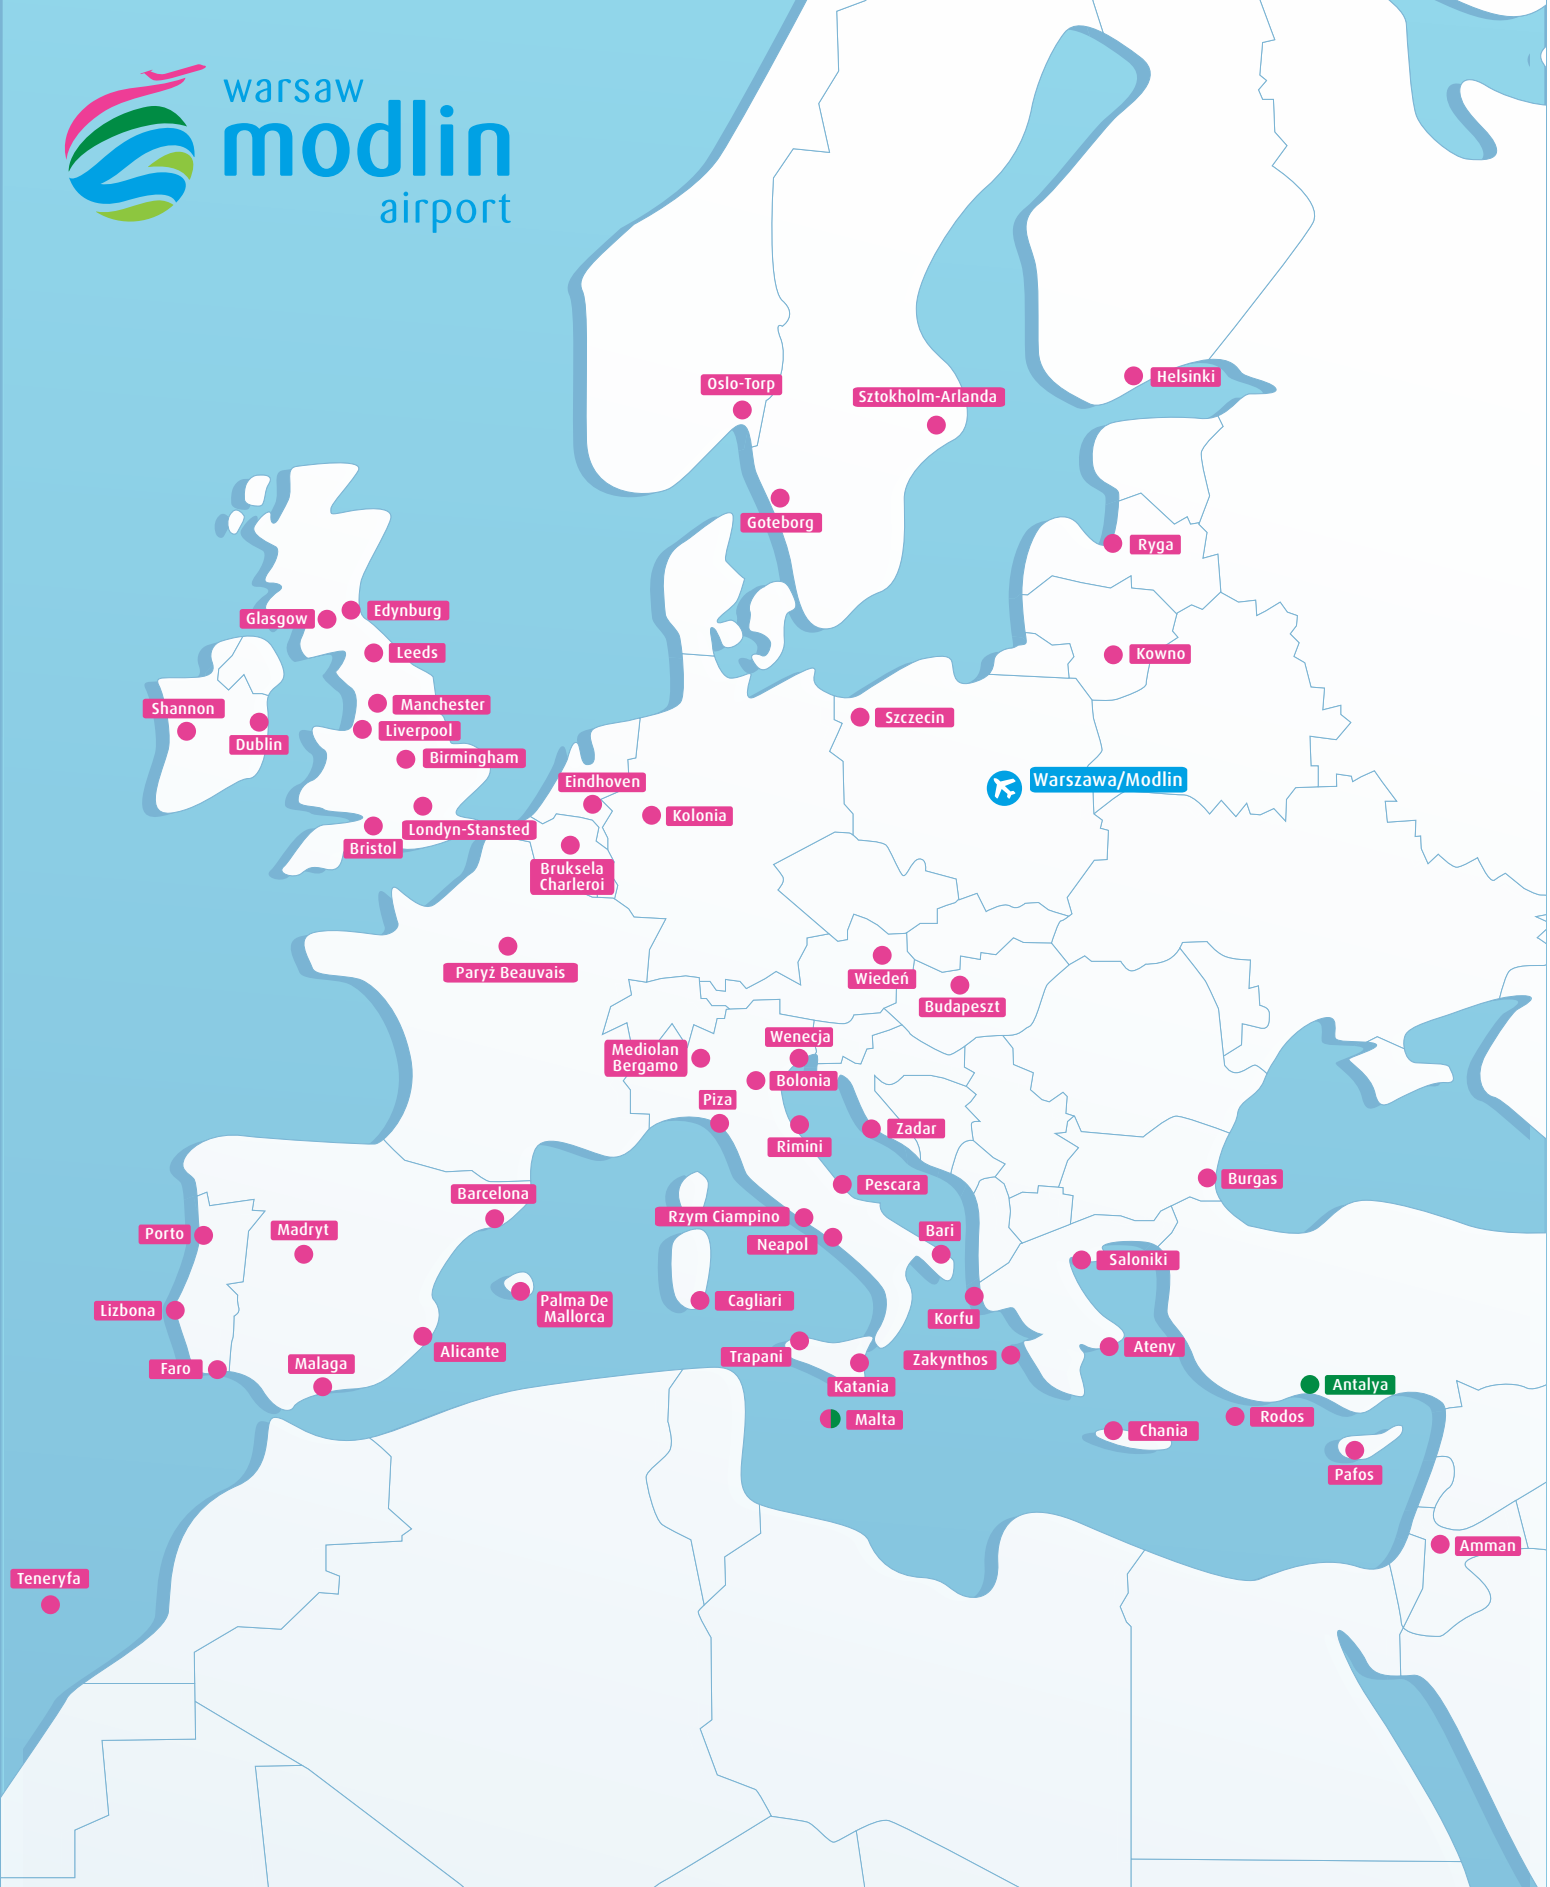 warsaw
modlin
airport
Helsinki
Oslo-Torp
Sztokholm-Arlanda
Goteborg
Ryga
Glasgow
Edynburg
Leeds
Kowno
Shannon
Dublin
Manchester
Liverpool
Birmingham
Szczecin
Eindhoven
Warszawa/Modlin
Kolonia
Londyn-Stansted
Bristol
Bruksela
Charleroi
Paryż Beauvais
Wiedeń
Budapeszt
Wenecja
Mediolan
Bergamo
Bolonia
Piza
Rimini
Zadar
Pescara
Burgas
Barcelona
Rzym Ciampino
Porto
Madryt
Neapol
Bari
Saloniki
Lizbona
Palma De
Mallorca
Cagliari
Korfu
Alicante
Faro
Malaga
Trapani
Zakynthos
Ateny
Katania
Antalya
Malta
Rodos
Chania
Pafos
Amman
Teneryfa